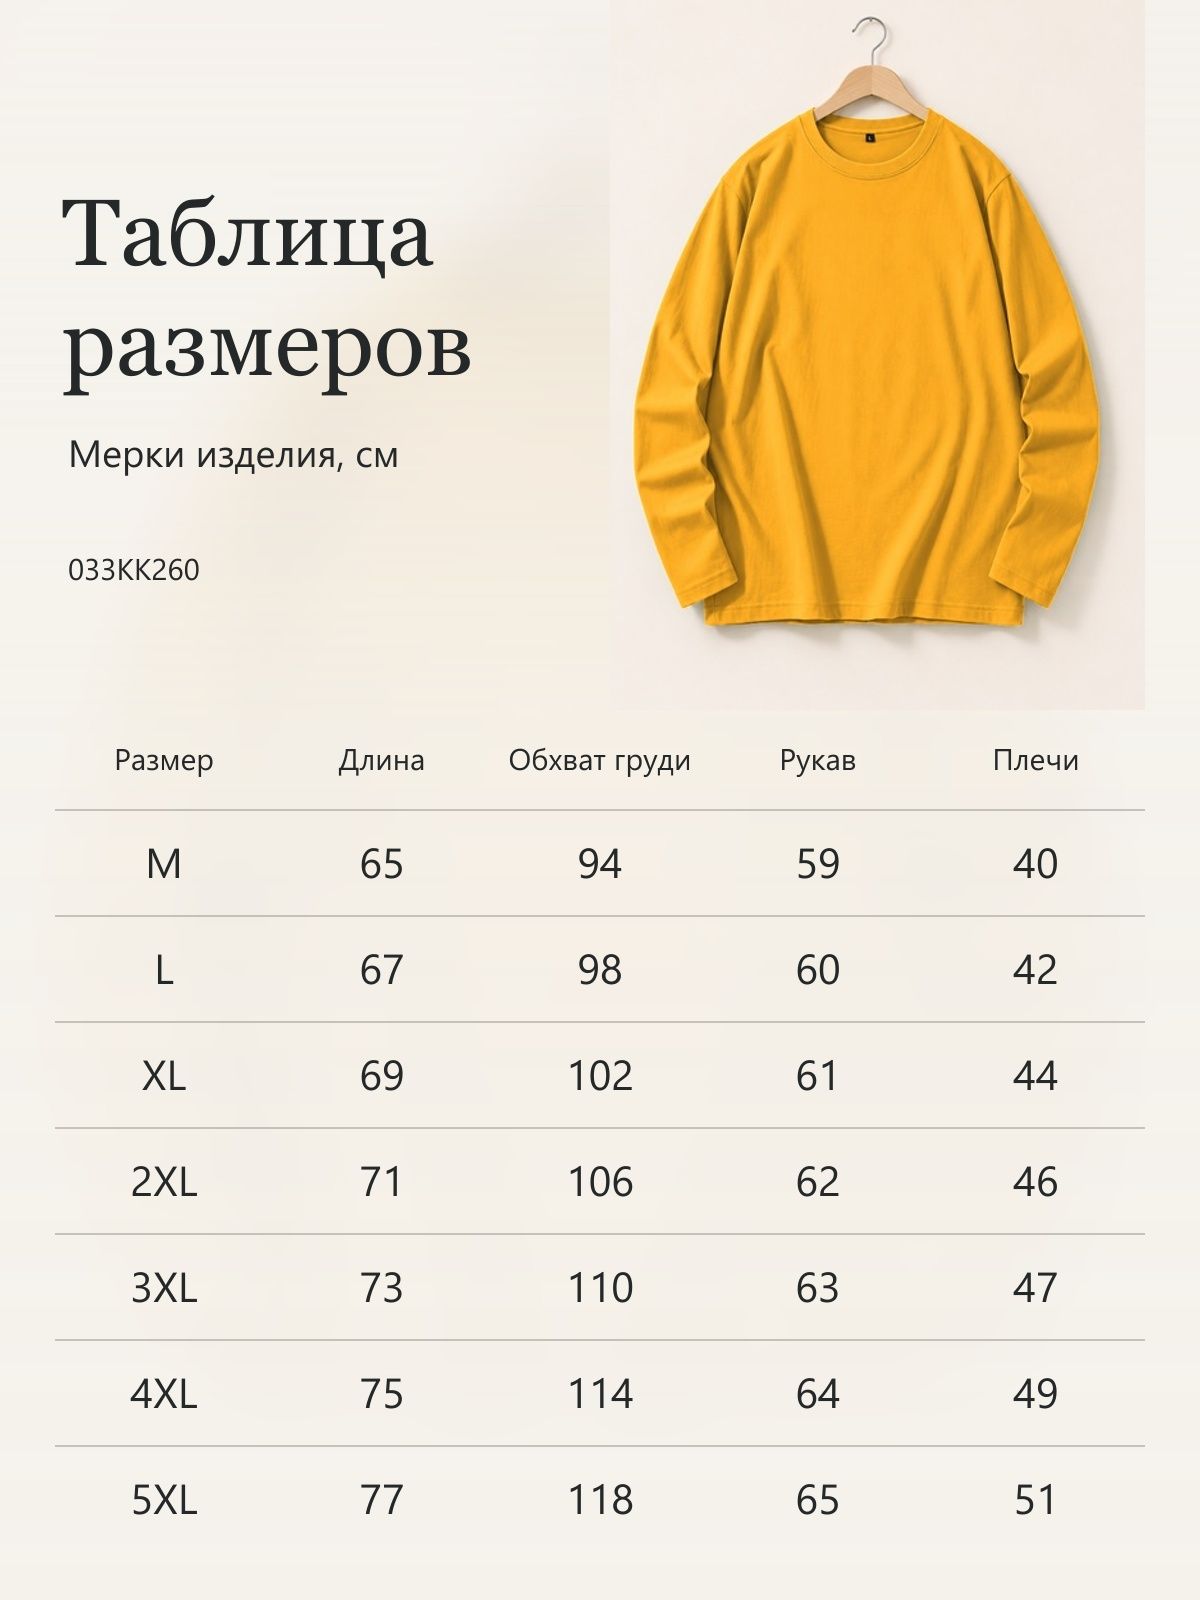 Таблица
размеров
Мерки изделия, см
033КК260
Размер Длина Обхват груди Рукав Плечи
M 65 94 59 40
L 67 98 60 42
XL 69 102 61 44
2XL 71 106 62 46
3XL 73 110 63 47
4XL 75 114 64 49
5XL 77 118 65 51